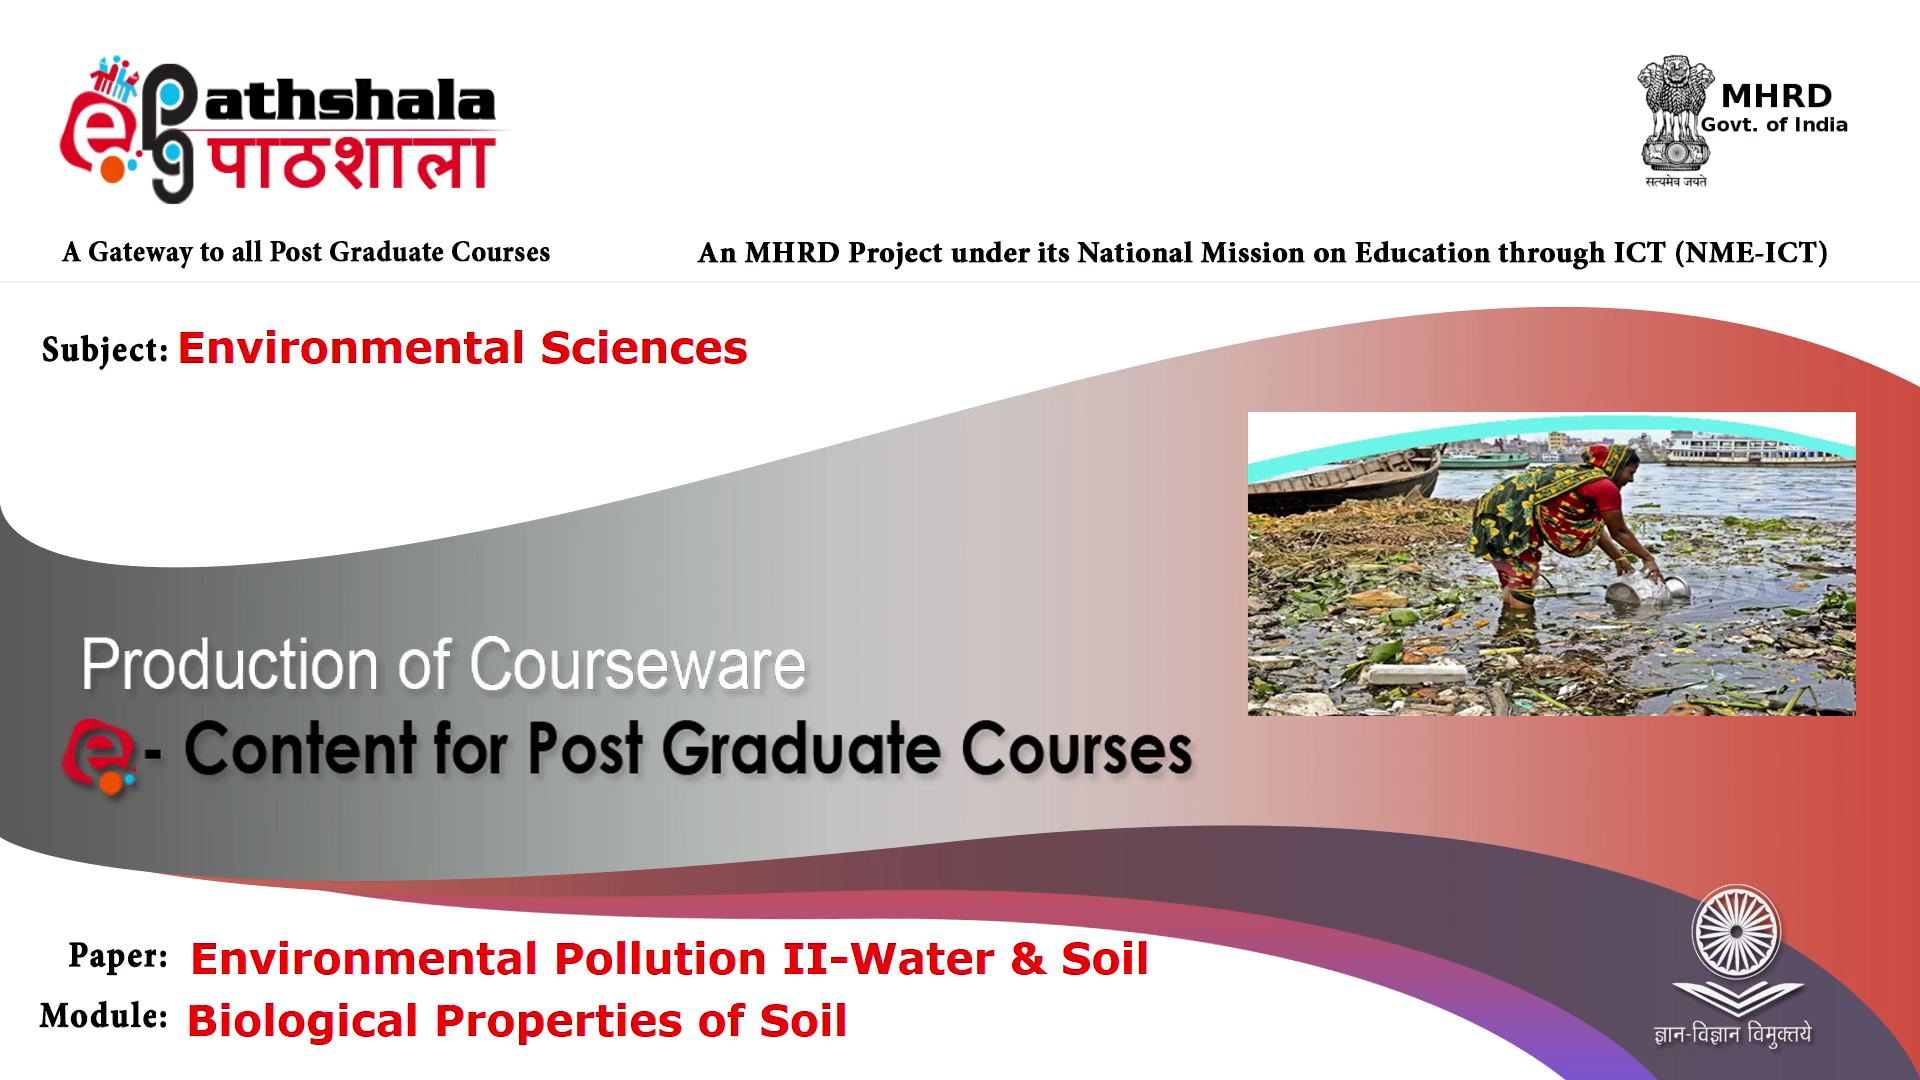 e pg Pathshala
पाठशाला
MHRD
Govt. of India
सत्यमेव जयते
A Gateway to all Post Graduate Courses
An MHRD Project under its National Mission on Education through ICT (NME-ICT)
Subject: Environmental Sciences
Production of Courseware
e - Content for Post Graduate Courses
Paper: Environmental Pollution II-Water & Soil
Module: Biological Properties of Soil
ज्ञान-विज्ञान विमुक्तये